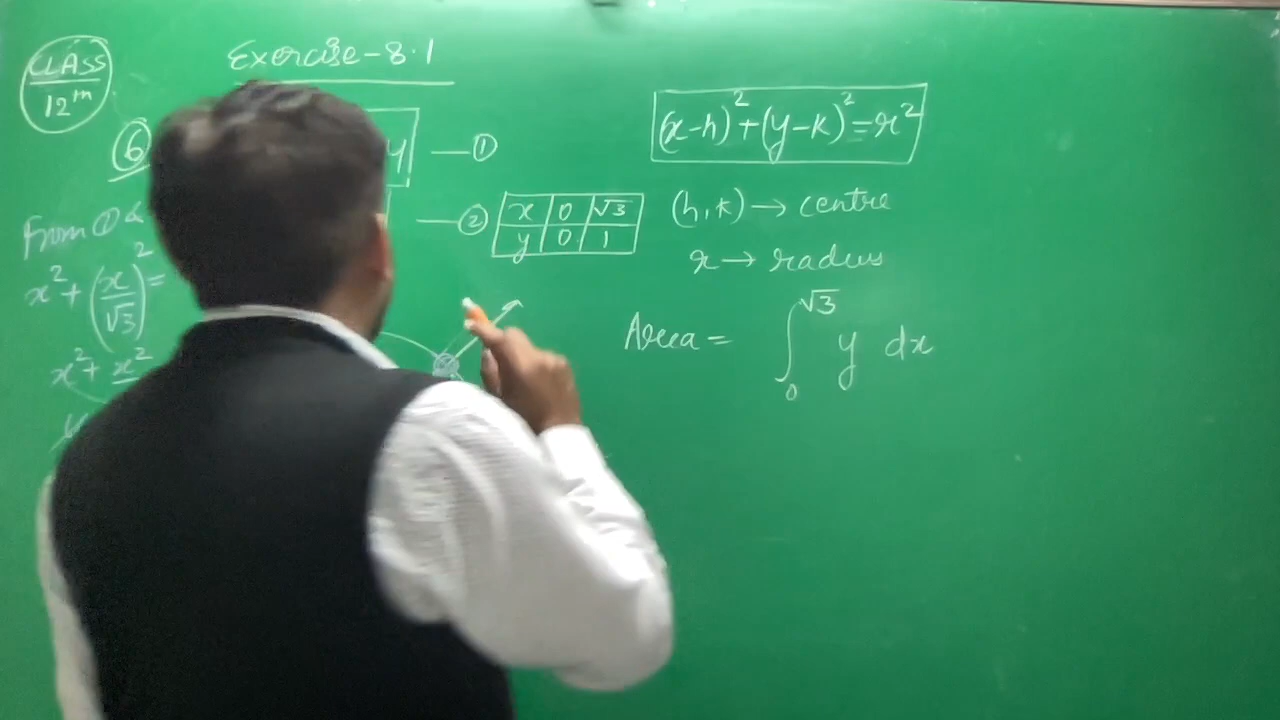 CLASS
12th
Exercise-8.1
6
y —①
—②
x 0 √3
y 0 1
From ① &
x² + (x/√3)² =
x² + x²
(x-h)² + (y-k)² = r²
(h,k) → centre
r → radius
Area = ∫₀^√3 y dx